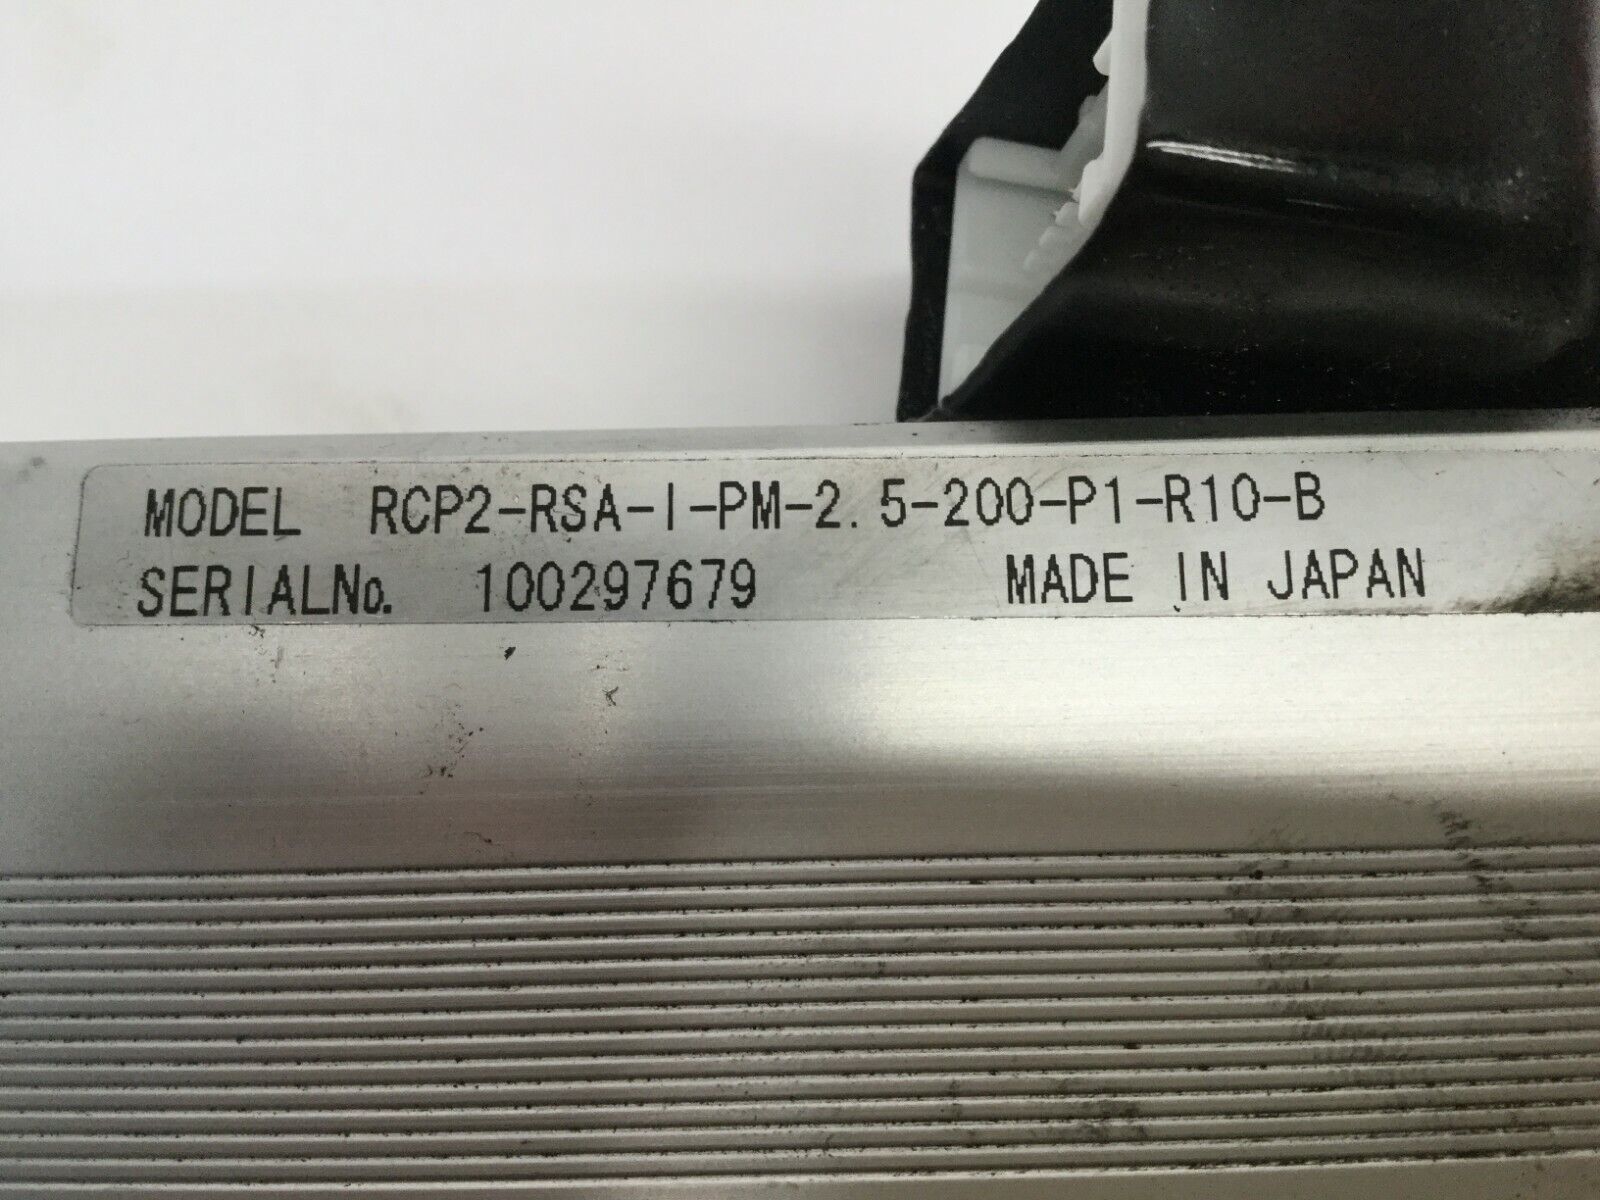 MODEL RCP2-RSA-I-PM-2.5-200-P1-R10-B
SERIALNo. 100297679 MADE IN JAPAN